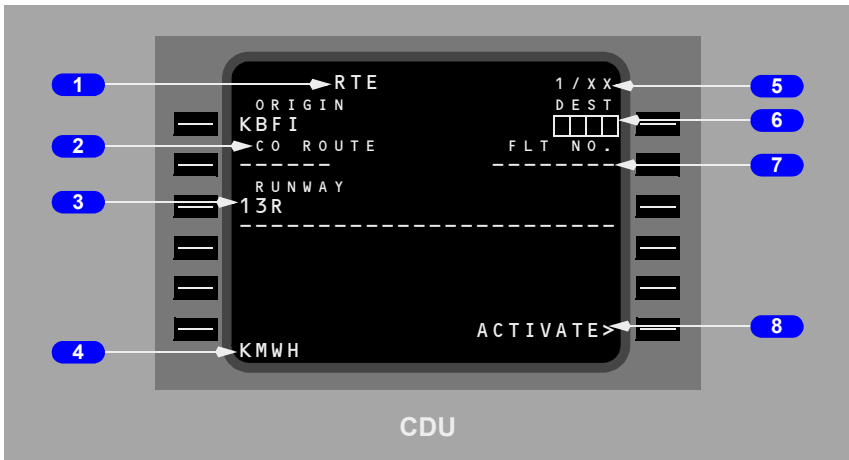 1 RTE 1/XX 5
ORIGIN DEST
KBFI 6
2 CO ROUTE FLT NO.
------ ------- 7
RUNWAY
3 13R
------------------------
ACTIVATE> 8
4 KMWH
CDU